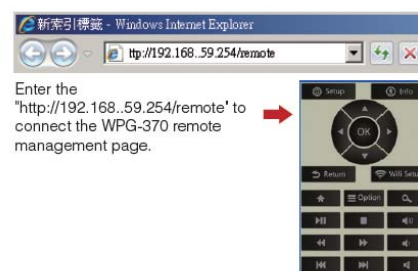 新索引標籤 - Windows Internet Explorer
ttp://192.168..59.254/remote
Enter the
"http://192.168..59.254/remote" to
connect the WPG-370 remote
management page.
Setup
Info
OK
Return
Wifi Setu
Option